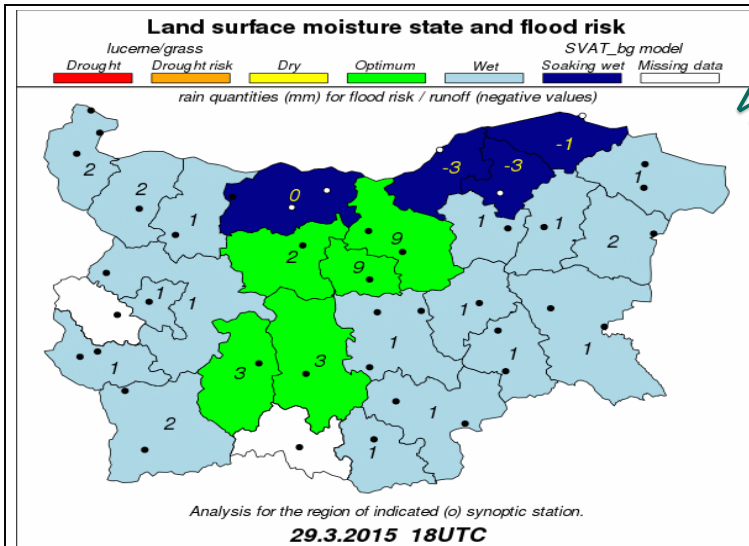 Land surface moisture state and flood risk
lucerne/grass SVAT_bg model
Drought Drought risk Dry Optimum Wet Soaking wet Missing data
rain quantities (mm) for flood risk / runoff (negative values)
-1
2 -3 -3 1
2 0
1 1 1 2
2 9
9
1 1 1
1 1 1
1 3 3
2 1
1
Analysis for the region of indicated (o) synoptic station.
29.3.2015 18UTC